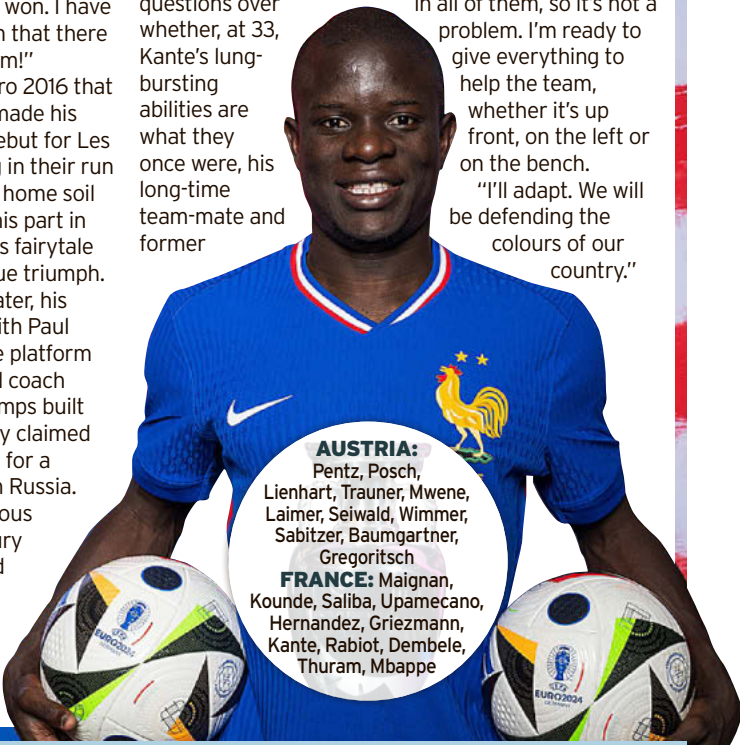 won. I have
n that there
m!”
ro 2016 that
made his
ebut for Les
g in their run
home soil
his part in
s fairytale
ue triumph.
ater, his
ith Paul
e platform
d coach
mps built
y claimed
for a
n Russia.
ous
ury
d
questions over
whether, at 33,
Kante’s lung-
bursting
abilities are
what they
once were, his
long-time
team-mate and
former
in all of them, so it’s not a
problem. I’m ready to
give everything to
help the team,
whether it’s up
front, on the left or
on the bench.
“I’ll adapt. We will
be defending the
colours of our
country.”
AUSTRIA:
Pentz, Posch,
Lienhart, Trauner, Mwene,
Laimer, Seiwald, Wimmer,
Sabitzer, Baumgartner,
Gregoritsch
FRANCE: Maignan,
Kounde, Saliba, Upamecano,
Hernandez, Griezmann,
Kante, Rabiot, Dembele,
Thuram, Mbappe
EURO2024
GERMANY
EURO2024
GERMANY